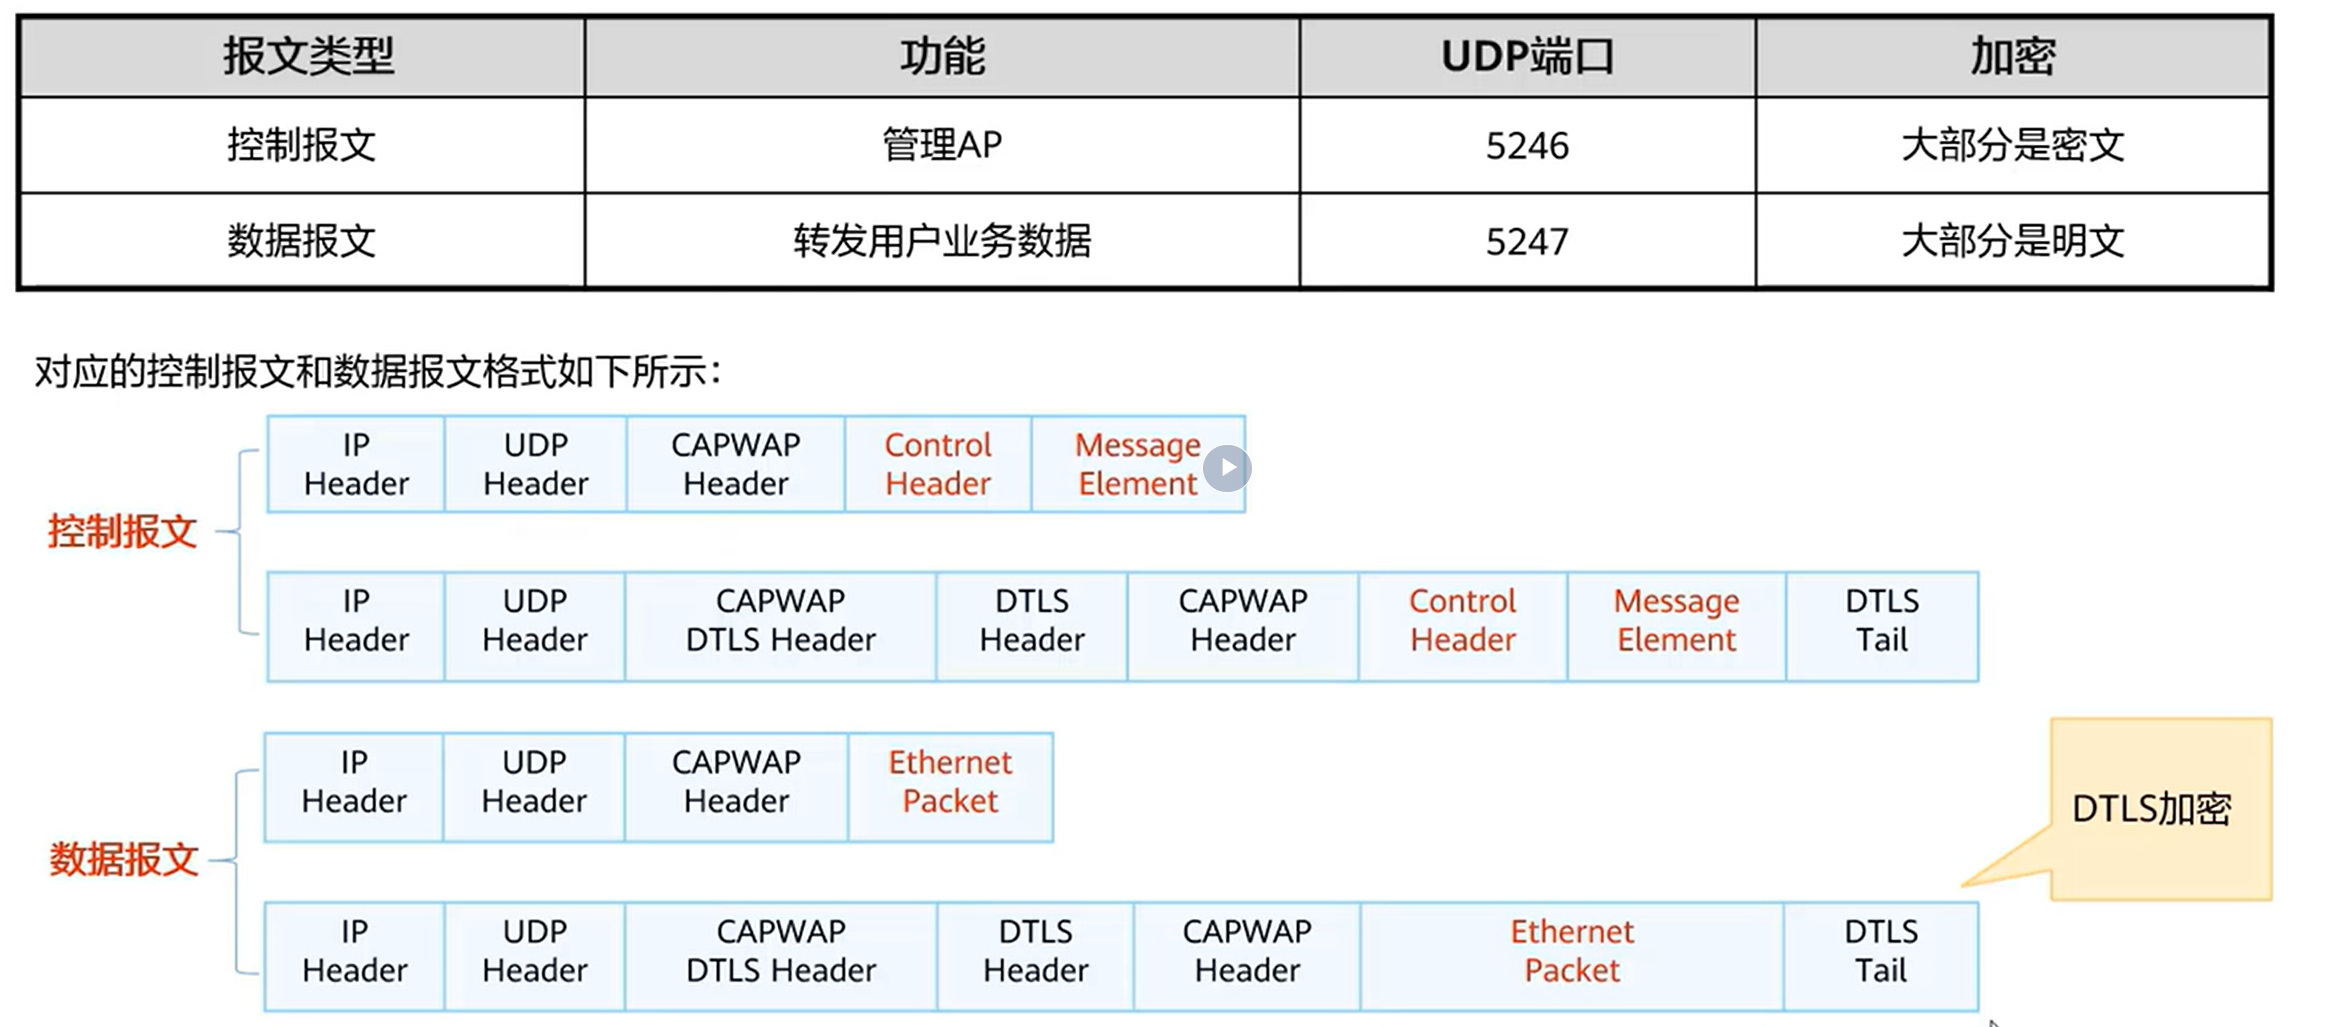 报文类型 功能 UDP端口 加密
控制报文 管理AP 5246 大部分是密文
数据报文 转发用户业务数据 5247 大部分是明文
对应的控制报文和数据报文格式如下所示：
控制报文
IP Header
UDP Header
CAPWAP Header
Control Header
Message Element
IP Header
UDP Header
CAPWAP DTLS Header
DTLS Header
CAPWAP Header
Control Header
Message Element
DTLS Tail
数据报文
IP Header
UDP Header
CAPWAP Header
Ethernet Packet
DTLS加密
IP Header
UDP Header
CAPWAP DTLS Header
DTLS Header
CAPWAP Header
Ethernet Packet
DTLS Tail